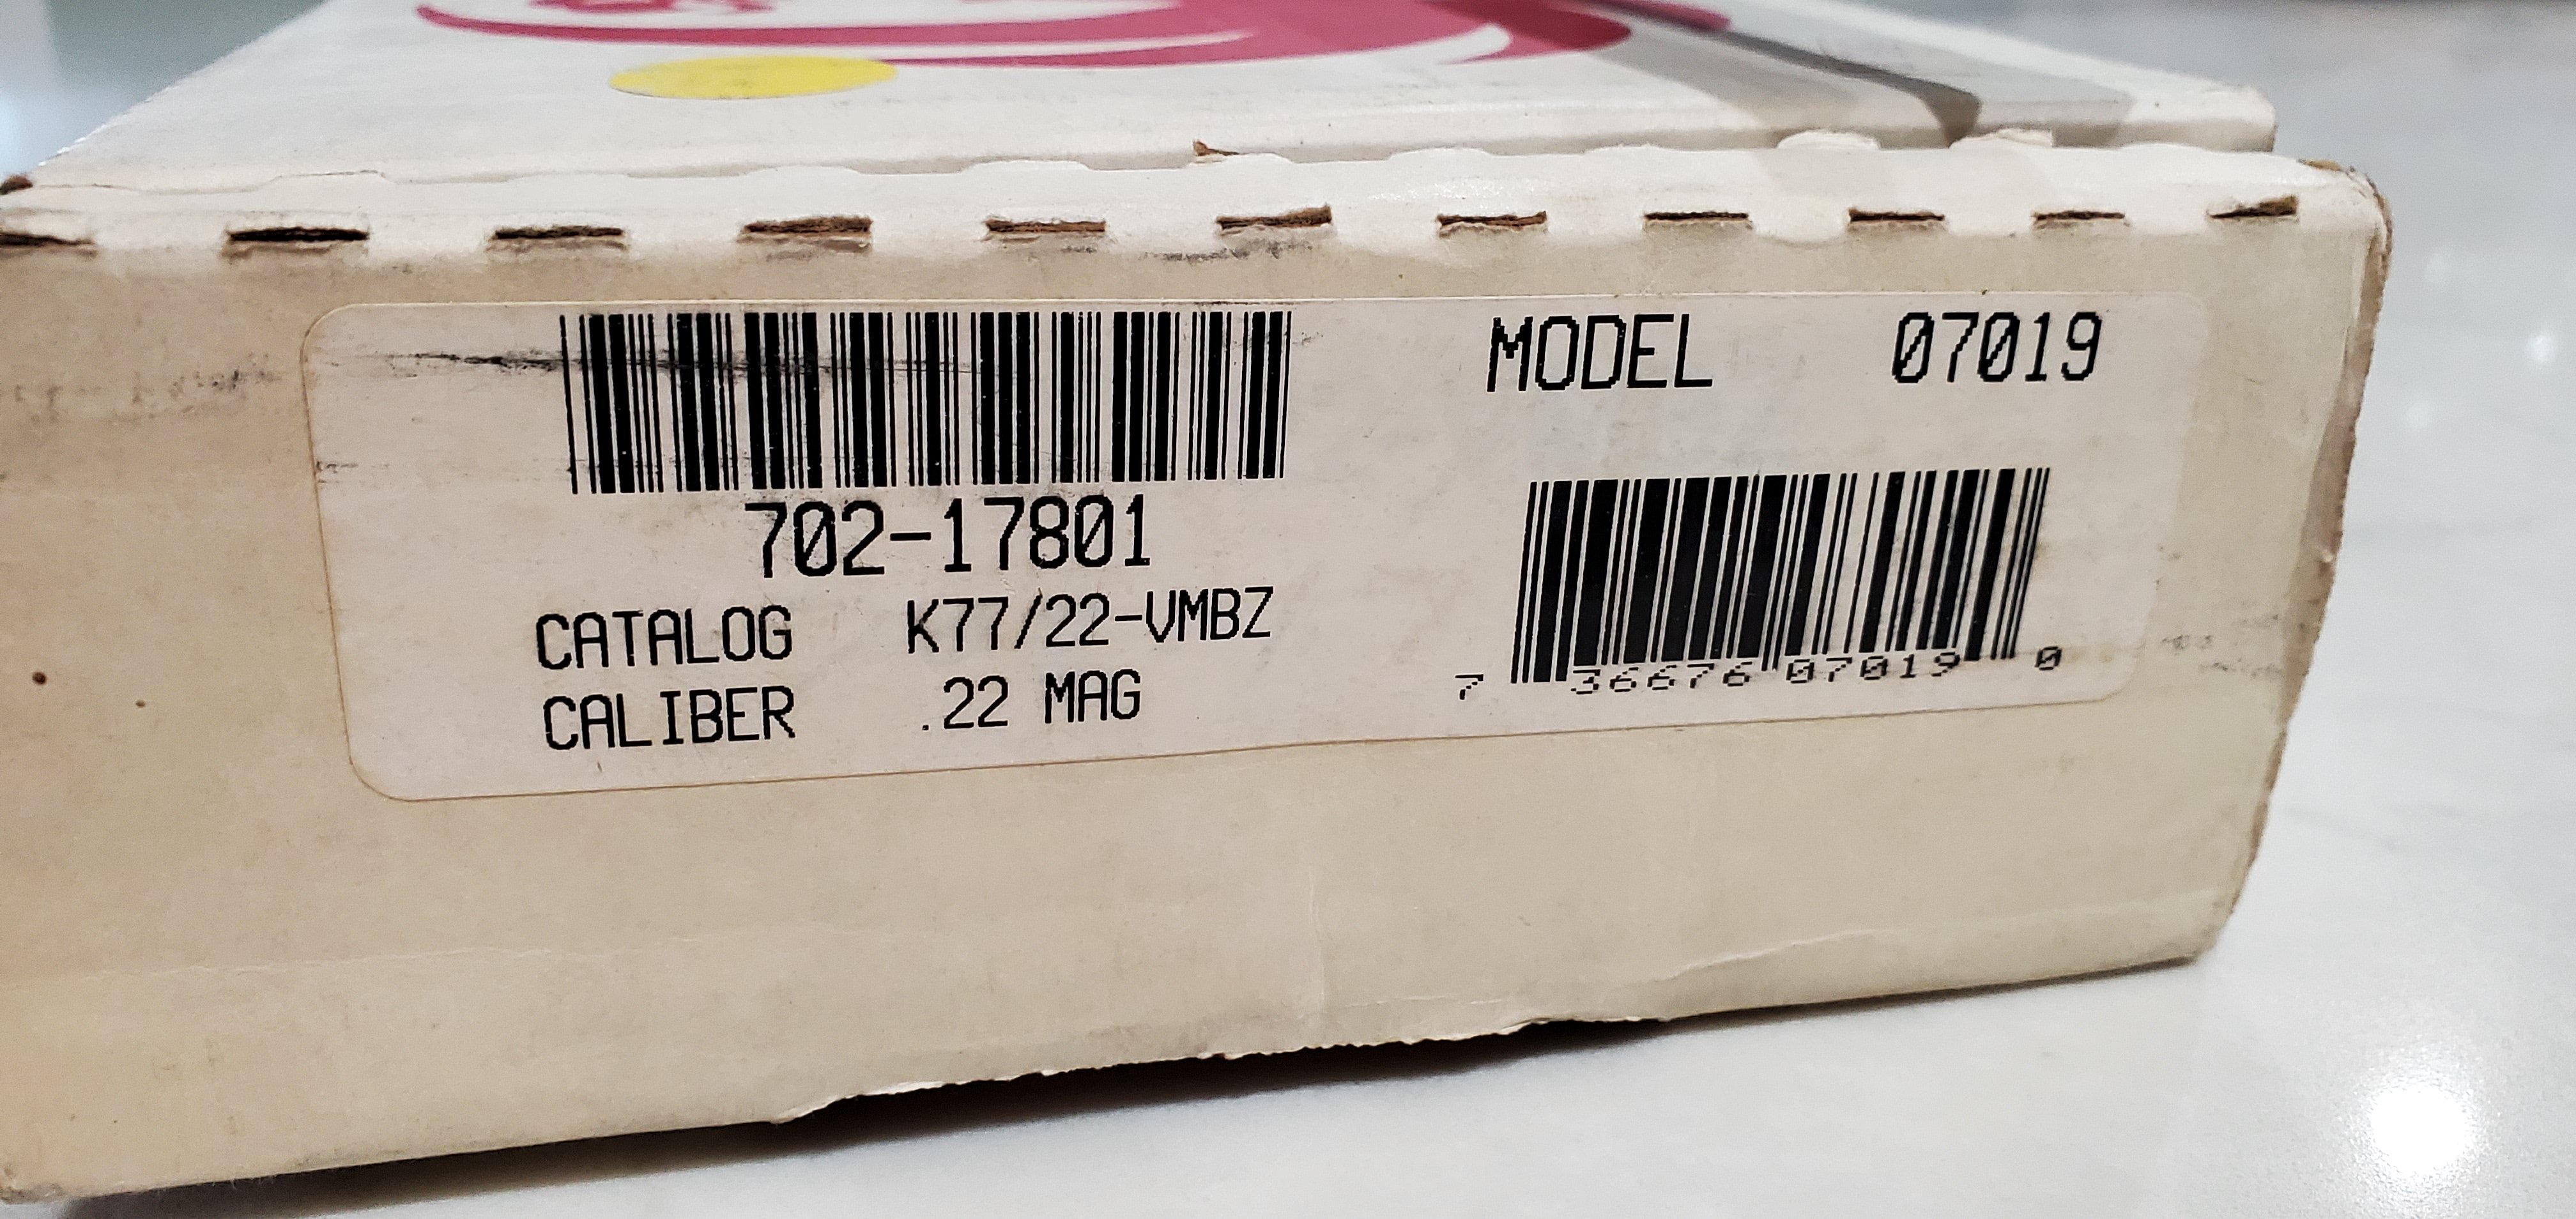 MODEL 07019
702-17801
CATALOG K77/22-VMBZ
CALIBER .22 MAG
7 36676 07019 0